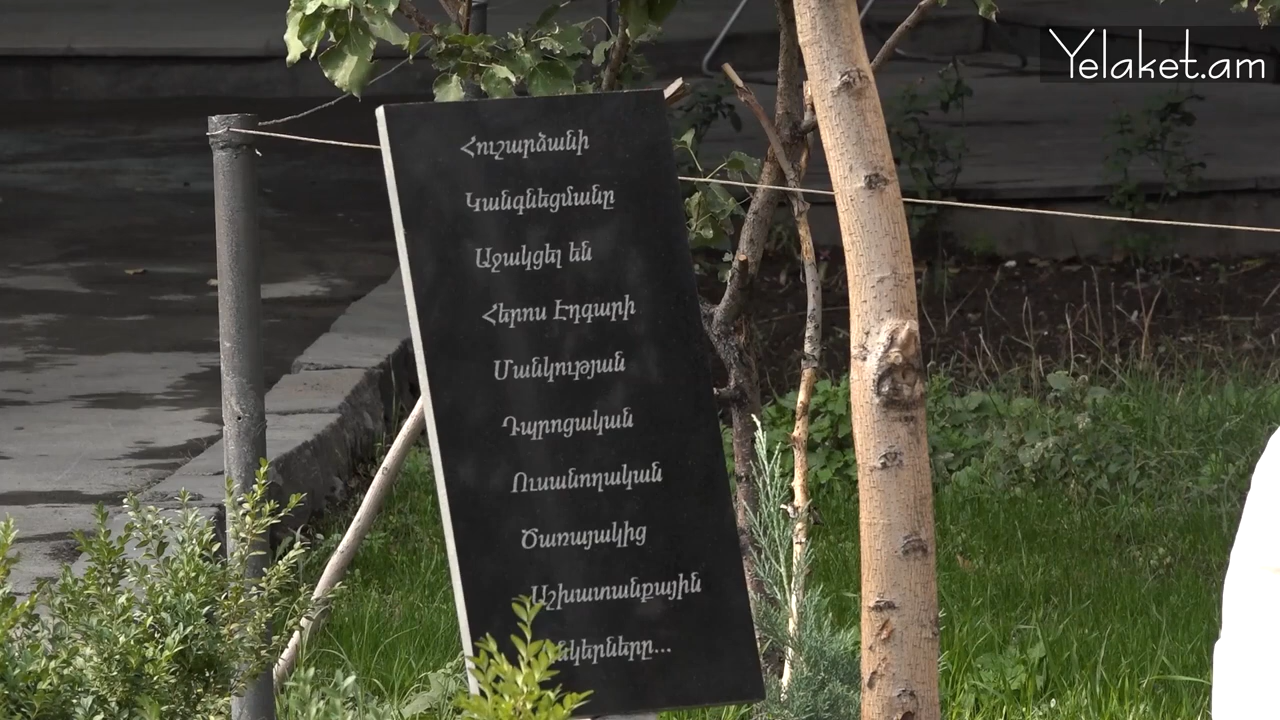 Yelaket.am
Հուշարձանի
Կանգնեցմանը
Աջակցել են
Հերոս Էդգարի
Մանկության
Դպրոցական
Ուսանողական
Ծառայակից
Աշխատանքային